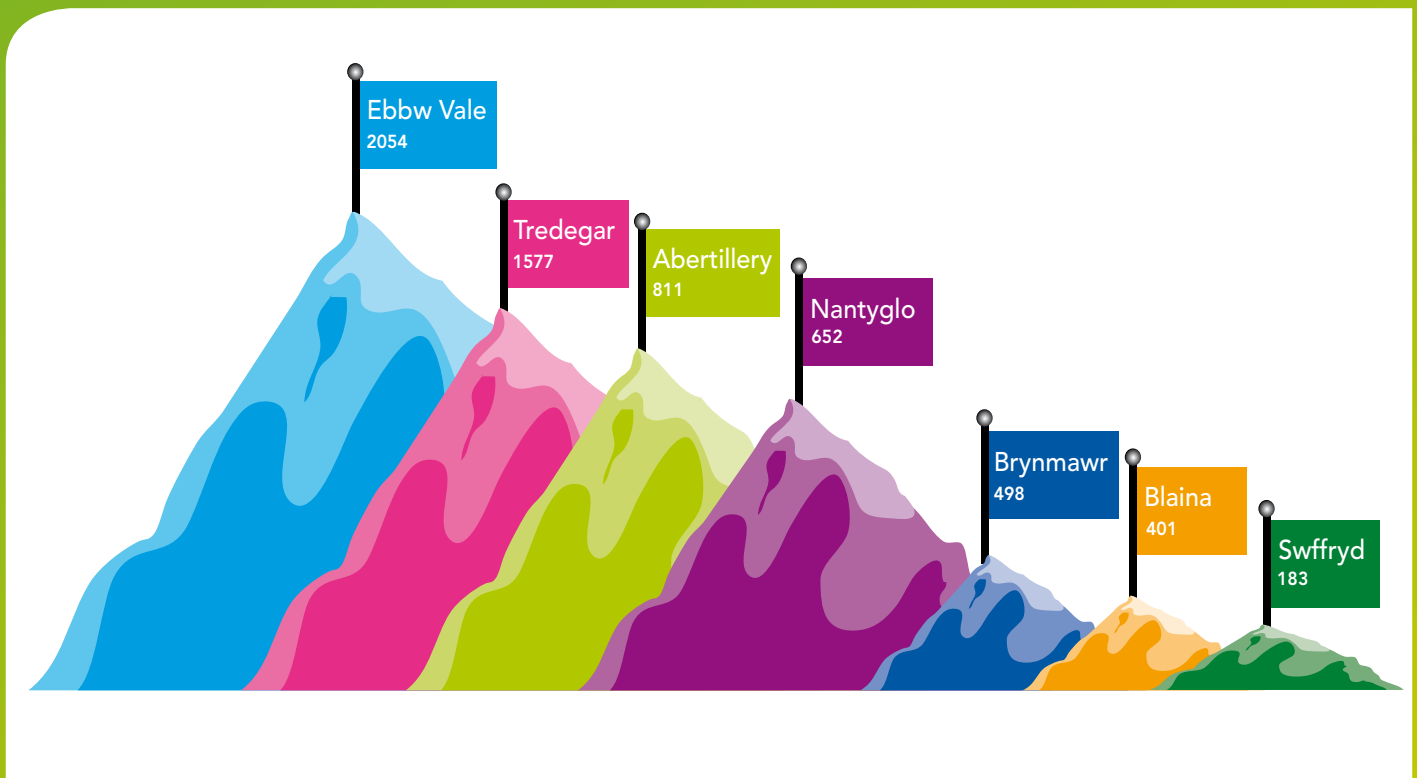 Ebbw Vale
2054
Tredegar
1577
Abertillery
811
Nantyglo
652
Brynmawr
498
Blaina
401
Swffryd
183